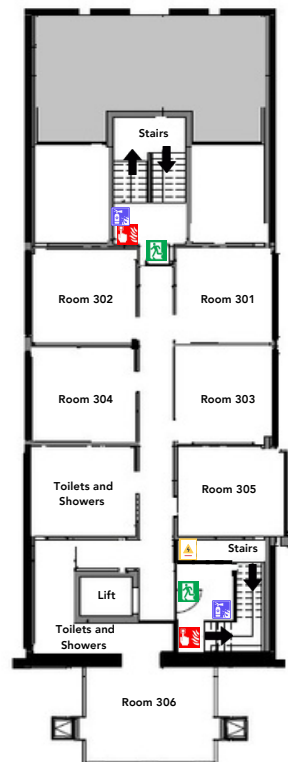 Stairs
Room 302
Room 301
Room 304
Room 303
Toilets and
Showers
Room 305
Stairs
Lift
Toilets and
Showers
Room 306